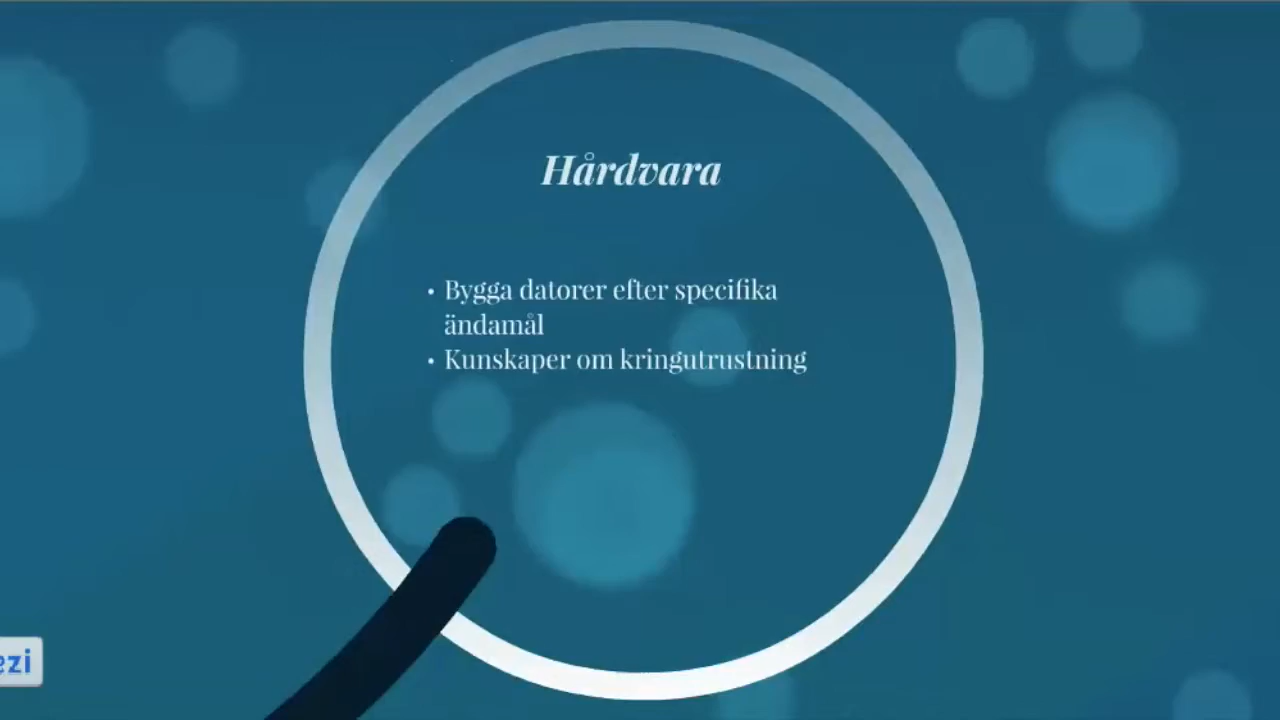 Hårdvara
• Bygga datorer efter specifika
ändamål
• Kunskaper om kringutrustning
ezi